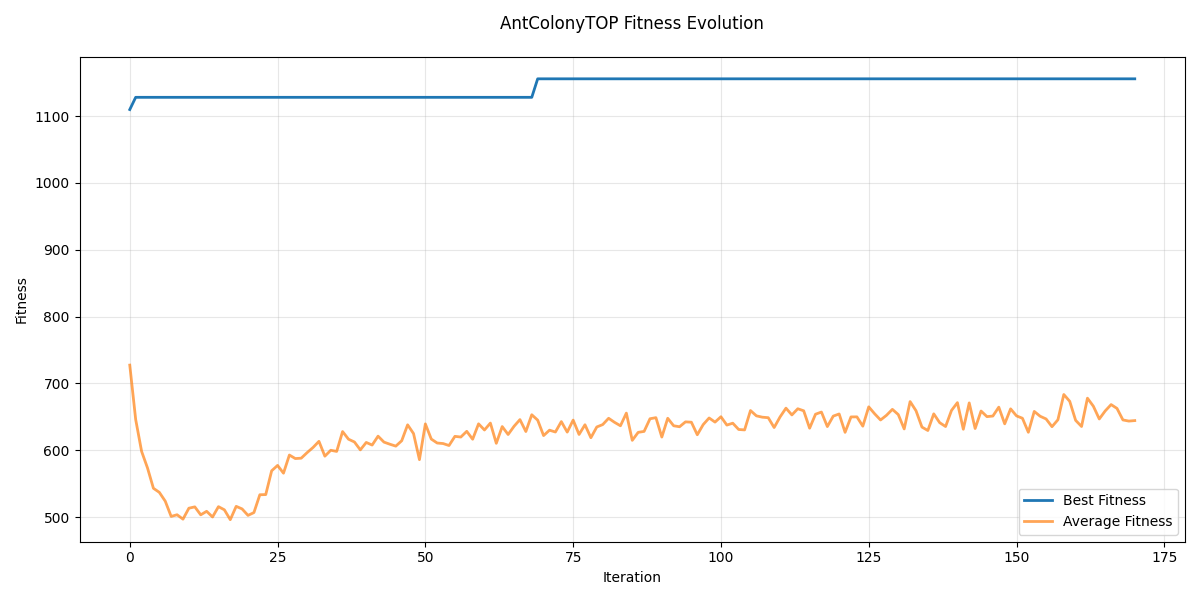 AntColonyTOP Fitness Evolution
Fitness
1100
1000
900
800
700
600
500
0 25 50 75 100 125 150 175
Iteration
Best Fitness
Average Fitness